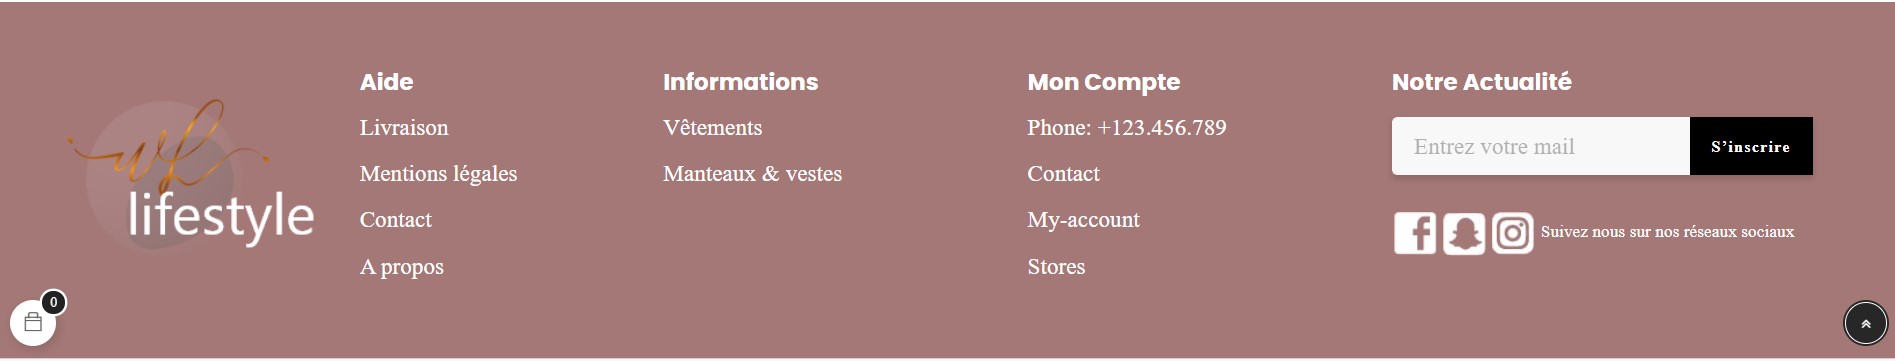 wl
lifestyle
Aide
Livraison
Mentions légales
Contact
A propos
Informations
Vêtements
Manteaux & vestes
Mon Compte
Phone: +123.456.789
Contact
My-account
Stores
Notre Actualité
Entrez votre mail
S'inscrire
Suivez nous sur nos réseaux sociaux
0